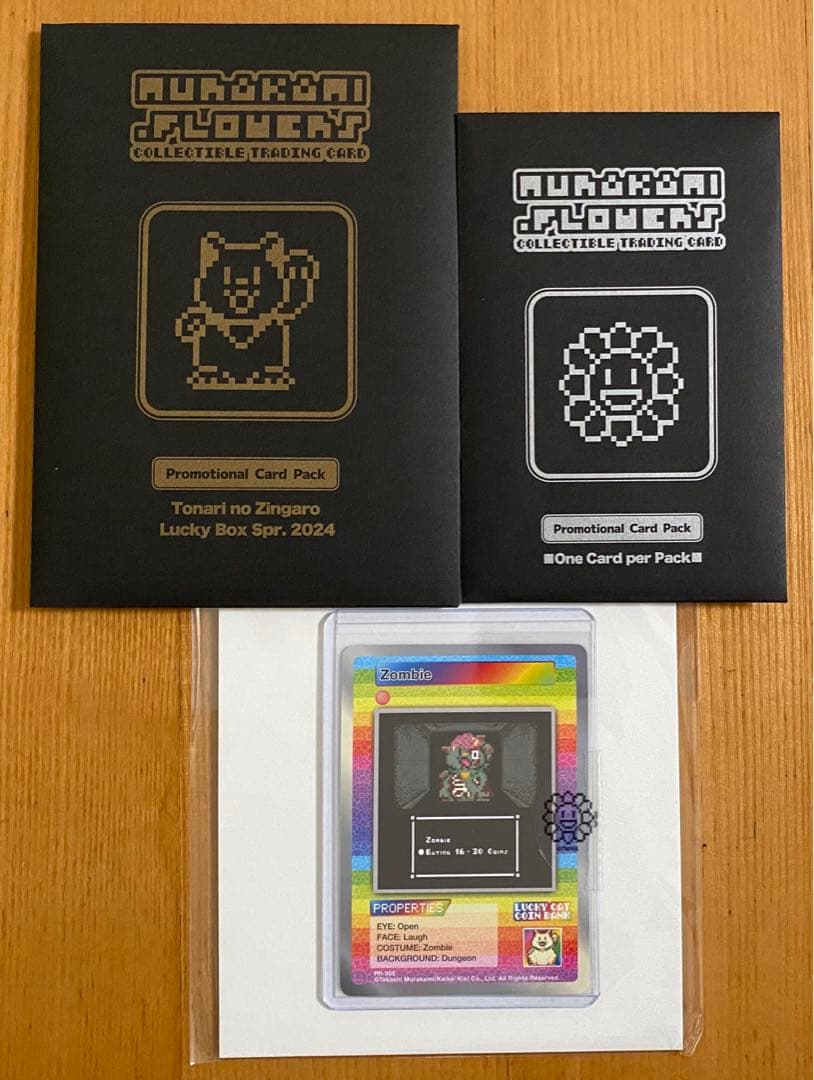 MURAKAMI
.FLOWERS
COLLECTIBLE TRADING CARD
Promotional Card Pack
Tonari no Zingaro
Lucky Box Spr. 2024
MURAKAMI
.FLOWERS
COLLECTIBLE TRADING CARD
Promotional Card Pack
■One Card per Pack■
Zombie
Zombie
●Eating 16 - 30 Coins
PROPERTIES
EYE: Open
FACE: Laugh
COSTUME: Zombie
BACKGROUND: Dungeon
LUCKY CAT
COIN BANK
PR-005
©Takashi Murakami/Kaikai Kiki Co., Ltd. All Rights Reserved.